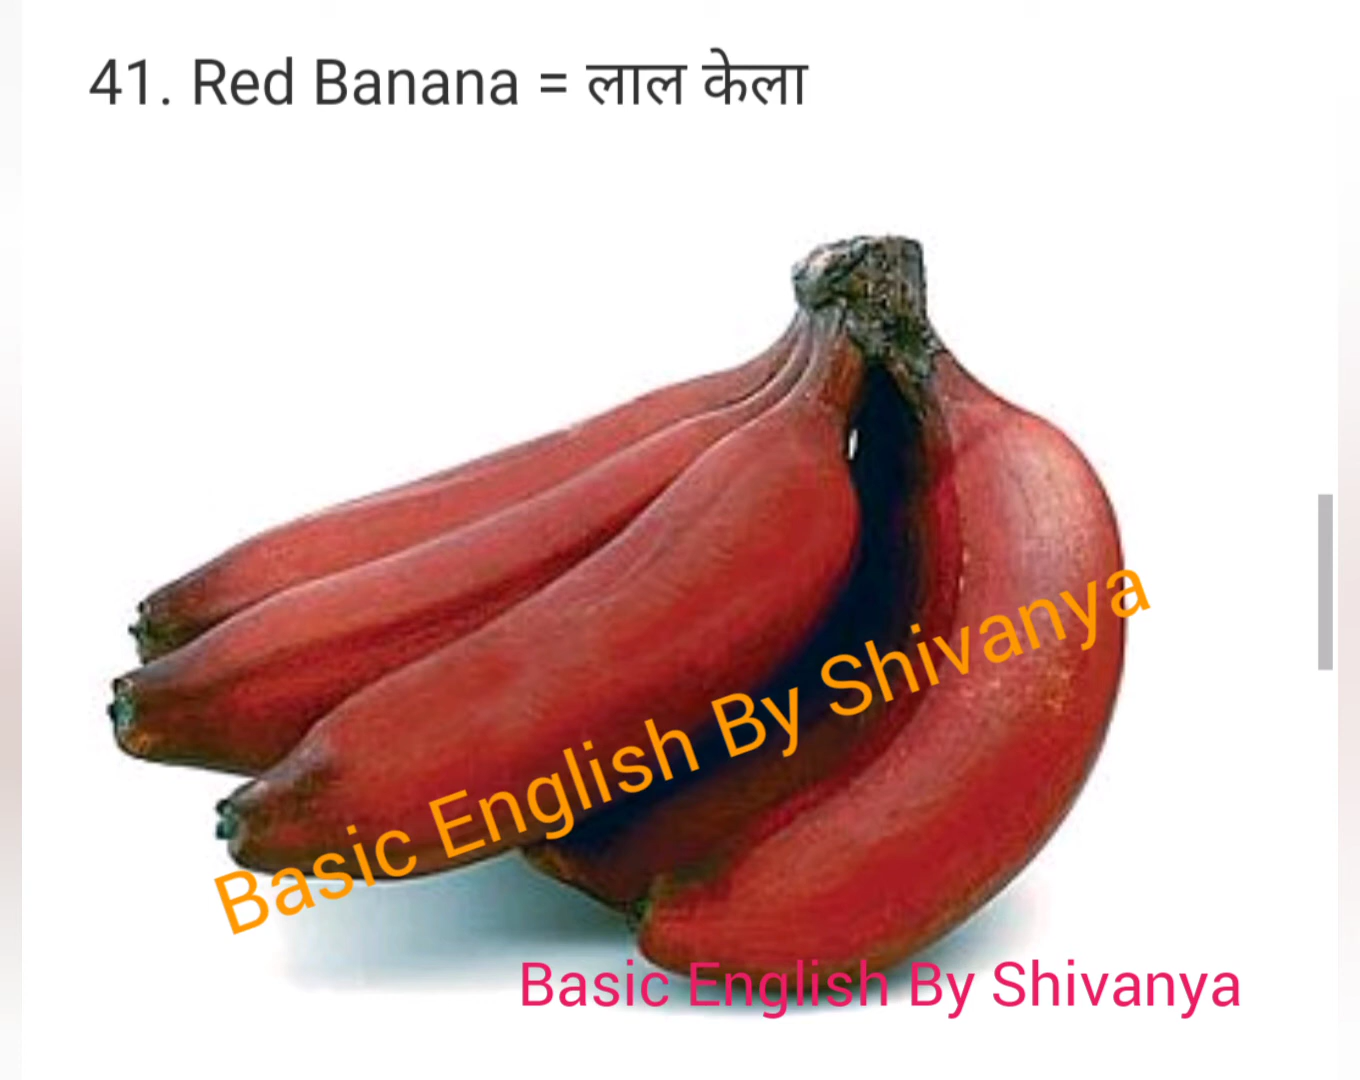 41. Red Banana = लाल केला
Basic English By Shivanya
Basic English By Shivanya